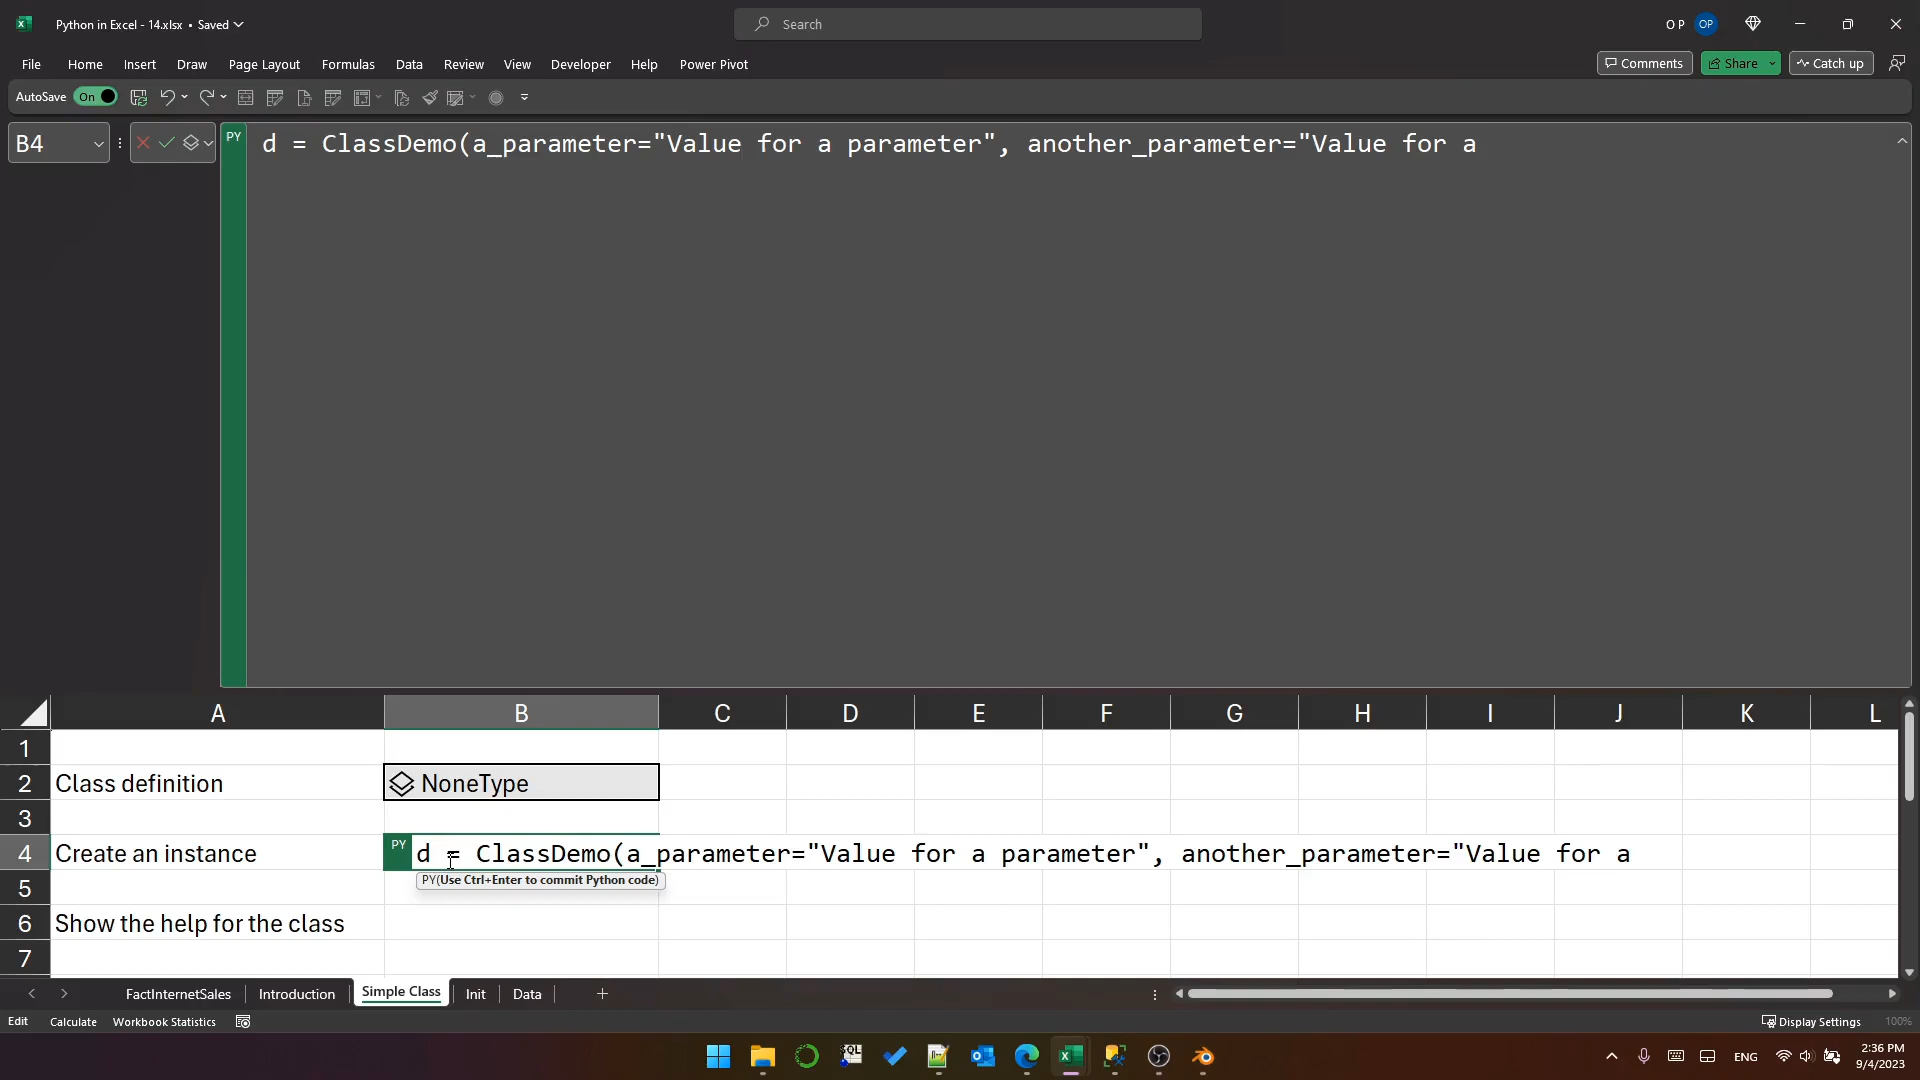 Python in Excel - 14.xlsx • Saved
Search
O P
OP
File Home Insert Draw Page Layout Formulas Data Review View Developer Help Power Pivot
Comments
Share
Catch up
AutoSave On
B4
PY
d = ClassDemo(a_parameter="Value for a parameter", another_parameter="Value for a
A B C D E F G H I J K L
1
2 Class definition NoneType
3
4 Create an instance PY d = ClassDemo(a_parameter="Value for a parameter", another_parameter="Value for a
PY(Use Ctrl+Enter to commit Python code)
5
6 Show the help for the class
7
FactInternetSales Introduction Simple Class Init Data
Edit Calculate Workbook Statistics
Display Settings
100%
SQL
ENG
2:36 PM
9/4/2023